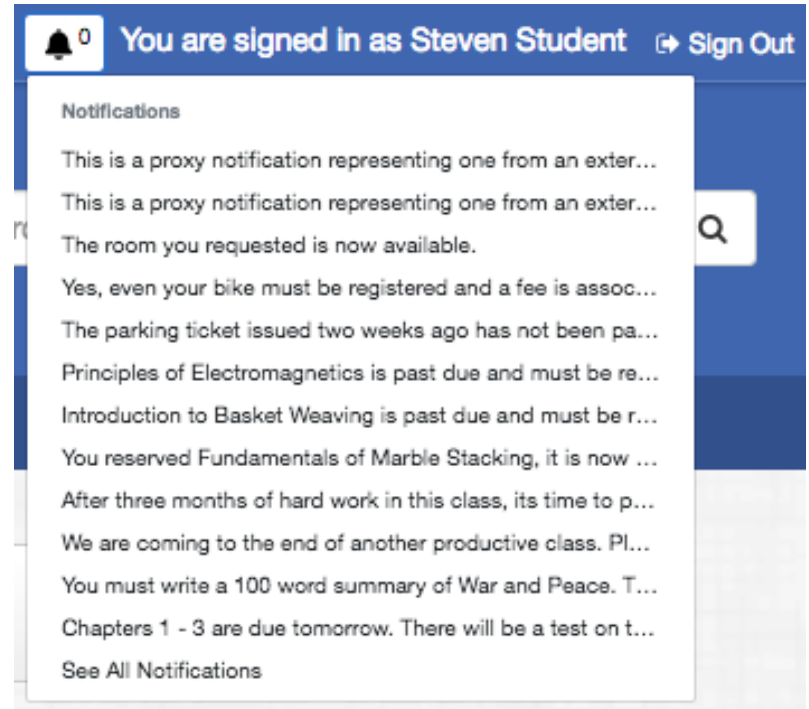 0 You are signed in as Steven Student Sign Out
Notifications
This is a proxy notification representing one from an exter...
This is a proxy notification representing one from an exter...
The room you requested is now available.
Yes, even your bike must be registered and a fee is assoc...
The parking ticket issued two weeks ago has not been pa...
Principles of Electromagnetics is past due and must be re...
Introduction to Basket Weaving is past due and must be r...
You reserved Fundamentals of Marble Stacking, it is now ...
After three months of hard work in this class, its time to p...
We are coming to the end of another productive class. Pl...
You must write a 100 word summary of War and Peace. T...
Chapters 1 - 3 are due tomorrow. There will be a test on t...
See All Notifications